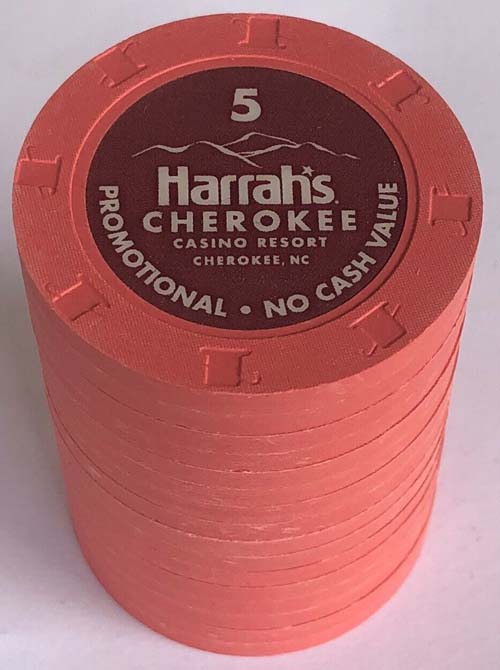 5
Harrah's
CHEROKEE
CASINO RESORT
CHEROKEE, NC
PROMOTIONAL • NO CASH VALUE